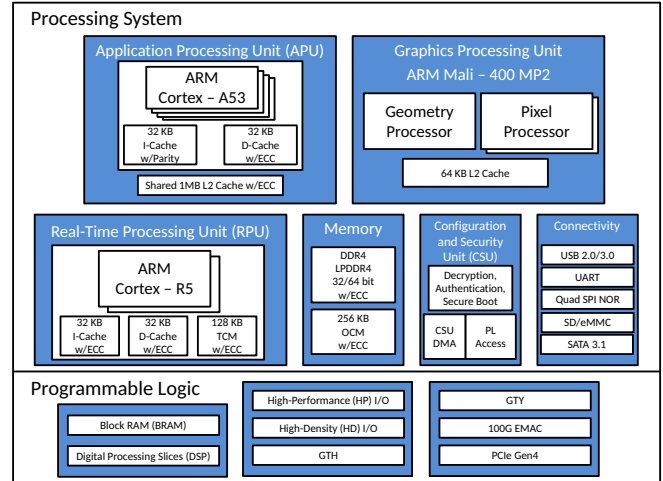 Processing System
Application Processing Unit (APU)
ARM
Cortex – A53
32 KB
I-Cache
w/Parity
32 KB
D-Cache
w/ECC
Shared 1MB L2 Cache w/ECC
Graphics Processing Unit
ARM Mali – 400 MP2
Geometry
Processor
Pixel
Processor
64 KB L2 Cache
Real-Time Processing Unit (RPU)
ARM
Cortex – R5
32 KB
I-Cache
w/ECC
32 KB
D-Cache
w/ECC
128 KB
TCM
w/ECC
Memory
DDR4
LPDDR4
32/64 bit
w/ECC
256 KB
OCM
w/ECC
Configuration
and Security
Unit (CSU)
Decryption,
Authentication,
Secure Boot
CSU
DMA
PL
Access
Connectivity
USB 2.0/3.0
UART
Quad SPI NOR
SD/eMMC
SATA 3.1
Programmable Logic
Block RAM (BRAM)
Digital Processing Slices (DSP)
High-Performance (HP) I/O
High-Density (HD) I/O
GTH
GTY
100G EMAC
PCIe Gen4